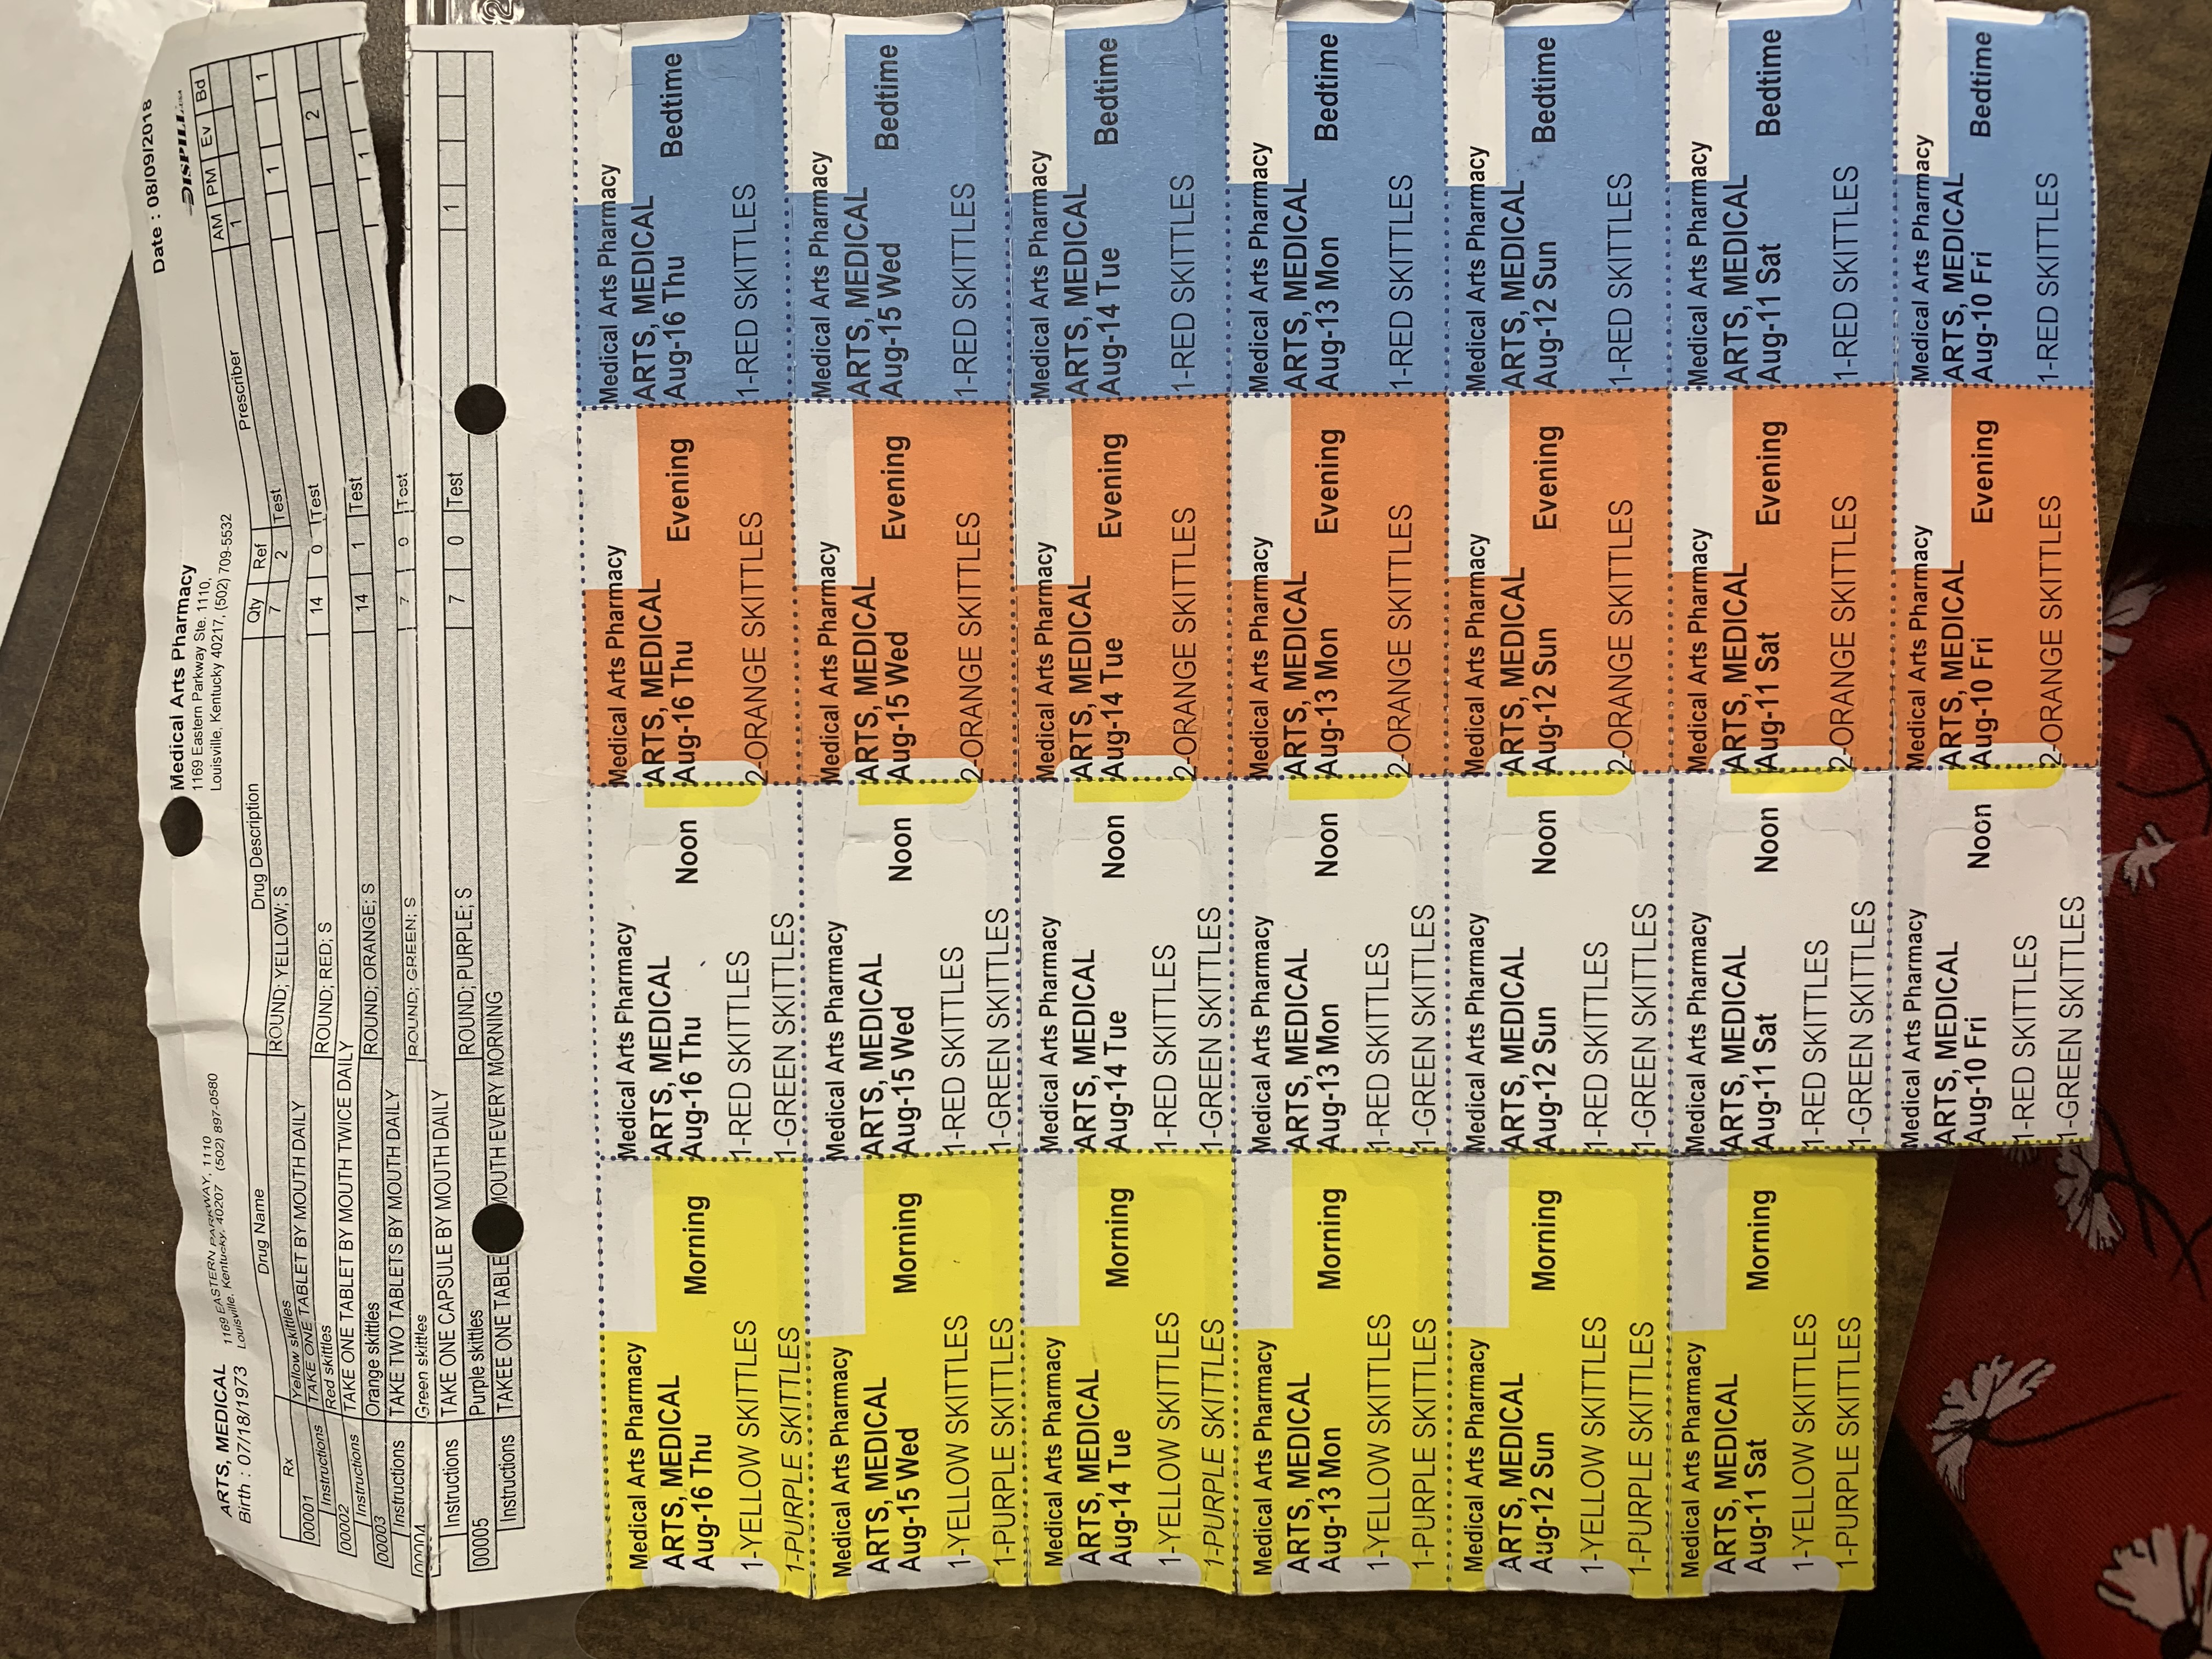 Date : 08/09/2018
DISPILL
Medical Arts Pharmacy
1169 Eastern Parkway Ste. 1110,
Louisville, Kentucky 40217, (502) 709-5532
ARTS, MEDICAL
Birth : 07/18/1973
1169 EASTERN PARKWAY, 1110
Louisville, Kentucky, 40207 (502) 897-0580
Rx Drug Name Drug Description Qty Ref Prescriber AM PM Ev Bd
00001 Yellow skittles ROUND; YELLOW; S 7 2 Test 1
Instructions TAKE ONE TABLET BY MOUTH DAILY
00002 Red skittles ROUND; RED; S 14 0 Test 1 1
Instructions TAKE ONE TABLET BY MOUTH TWICE DAILY
00003 Orange skittles ROUND; ORANGE; S 14 1 Test 2
Instructions TAKE TWO TABLETS BY MOUTH DAILY
00004 Green skittles ROUND; GREEN; S 7 0 Test 1
Instructions TAKE ONE CAPSULE BY MOUTH DAILY
00005 Purple skittles ROUND; PURPLE; S 7 0 Test 1
Instructions TAKEE ONE TABLE MOUTH EVERY MORNING
Medical Arts Pharmacy
ARTS, MEDICAL
Aug-16 Thu Morning
1-YELLOW SKITTLES
1-PURPLE SKITTLES
Medical Arts Pharmacy
ARTS, MEDICAL
Aug-16 Thu Noon
1-RED SKITTLES
1-GREEN SKITTLES
Medical Arts Pharmacy
ARTS, MEDICAL
Aug-16 Thu Evening
2-ORANGE SKITTLES
Medical Arts Pharmacy
ARTS, MEDICAL
Aug-16 Thu Bedtime
1-RED SKITTLES
Medical Arts Pharmacy
ARTS, MEDICAL
Aug-15 Wed Morning
1-YELLOW SKITTLES
1-PURPLE SKITTLES
Medical Arts Pharmacy
ARTS, MEDICAL
Aug-15 Wed Noon
1-RED SKITTLES
1-GREEN SKITTLES
Medical Arts Pharmacy
ARTS, MEDICAL
Aug-15 Wed Evening
2-ORANGE SKITTLES
Medical Arts Pharmacy
ARTS, MEDICAL
Aug-15 Wed Bedtime
1-RED SKITTLES
Medical Arts Pharmacy
ARTS, MEDICAL
Aug-14 Tue Morning
1-YELLOW SKITTLES
1-PURPLE SKITTLES
Medical Arts Pharmacy
ARTS, MEDICAL
Aug-14 Tue Noon
1-RED SKITTLES
1-GREEN SKITTLES
Medical Arts Pharmacy
ARTS, MEDICAL
Aug-14 Tue Evening
2-ORANGE SKITTLES
Medical Arts Pharmacy
ARTS, MEDICAL
Aug-14 Tue Bedtime
1-RED SKITTLES
Medical Arts Pharmacy
ARTS, MEDICAL
Aug-13 Mon Morning
1-YELLOW SKITTLES
1-PURPLE SKITTLES
Medical Arts Pharmacy
ARTS, MEDICAL
Aug-13 Mon Noon
1-RED SKITTLES
1-GREEN SKITTLES
Medical Arts Pharmacy
ARTS, MEDICAL
Aug-13 Mon Evening
2-ORANGE SKITTLES
Medical Arts Pharmacy
ARTS, MEDICAL
Aug-13 Mon Bedtime
1-RED SKITTLES
Medical Arts Pharmacy
ARTS, MEDICAL
Aug-12 Sun Morning
1-YELLOW SKITTLES
1-PURPLE SKITTLES
Medical Arts Pharmacy
ARTS, MEDICAL
Aug-12 Sun Noon
1-RED SKITTLES
1-GREEN SKITTLES
Medical Arts Pharmacy
ARTS, MEDICAL
Aug-12 Sun Evening
2-ORANGE SKITTLES
Medical Arts Pharmacy
ARTS, MEDICAL
Aug-12 Sun Bedtime
1-RED SKITTLES
Medical Arts Pharmacy
ARTS, MEDICAL
Aug-11 Sat Morning
1-YELLOW SKITTLES
1-PURPLE SKITTLES
Medical Arts Pharmacy
ARTS, MEDICAL
Aug-11 Sat Noon
1-RED SKITTLES
1-GREEN SKITTLES
Medical Arts Pharmacy
ARTS, MEDICAL
Aug-11 Sat Evening
2-ORANGE SKITTLES
Medical Arts Pharmacy
ARTS, MEDICAL
Aug-11 Sat Bedtime
1-RED SKITTLES
Medical Arts Pharmacy
ARTS, MEDICAL
Aug-10 Fri Noon
1-RED SKITTLES
1-GREEN SKITTLES
Medical Arts Pharmacy
ARTS, MEDICAL
Aug-10 Fri Evening
2-ORANGE SKITTLES
Medical Arts Pharmacy
ARTS, MEDICAL
Aug-10 Fri Bedtime
1-RED SKITTLES